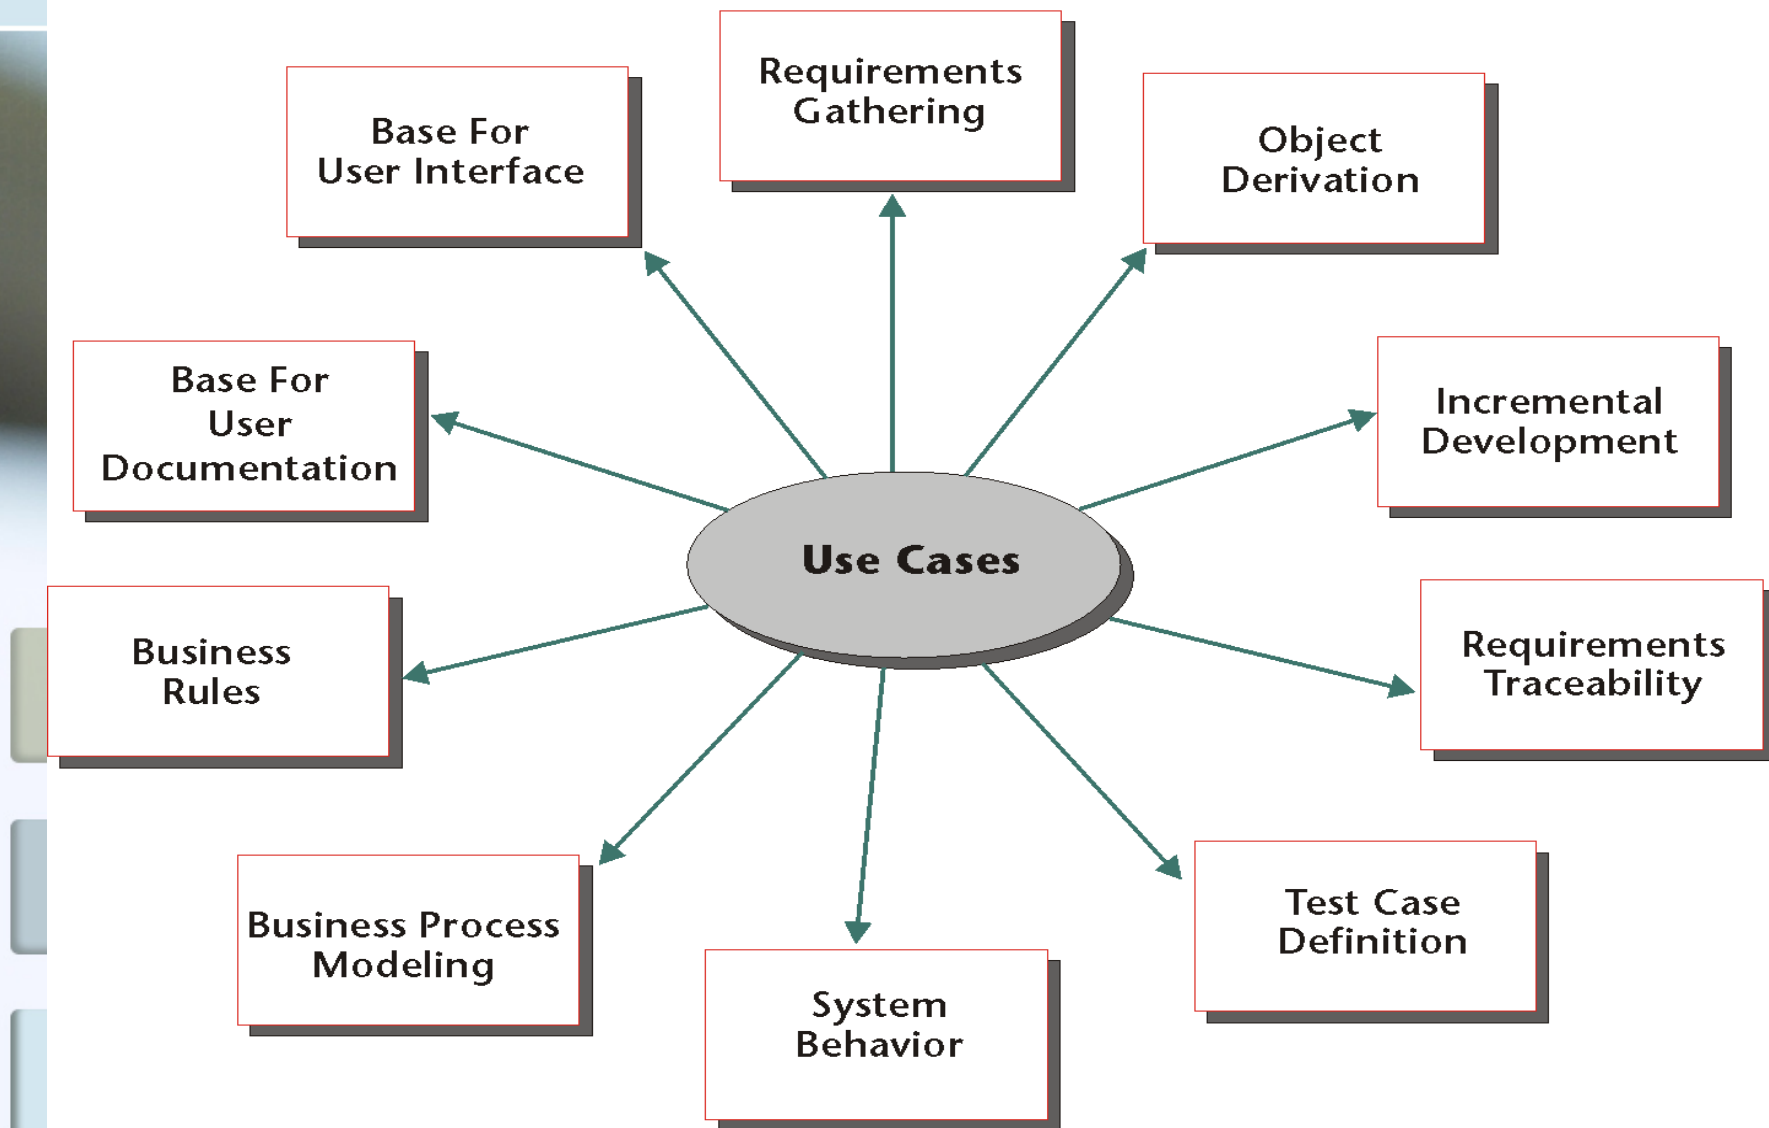 Requirements
Gathering
Base For
User Interface
Object
Derivation
Base For
User
Documentation
Incremental
Development
Use Cases
Business
Rules
Requirements
Traceability
Business Process
Modeling
Test Case
Definition
System
Behavior